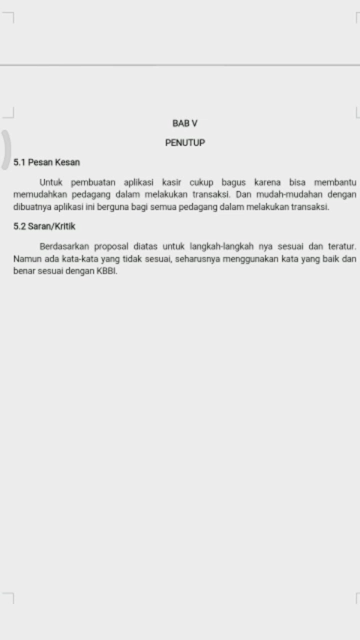 BAB V
PENUTUP
5.1 Pesan Kesan
Untuk pembuatan aplikasi kasir cukup bagus karena bisa membantu
memudahkan pedagang dalam melakukan transaksi. Dan mudah-mudahan dengan
dibuatnya aplikasi ini berguna bagi semua pedagang dalam melakukan transaksi.
5.2 Saran/Kritik
Berdasarkan proposal diatas untuk langkah-langkah nya sesuai dan teratur.
Namun ada kata-kata yang tidak sesuai, seharusnya menggunakan kata yang baik dan
benar sesuai dengan KBBI.